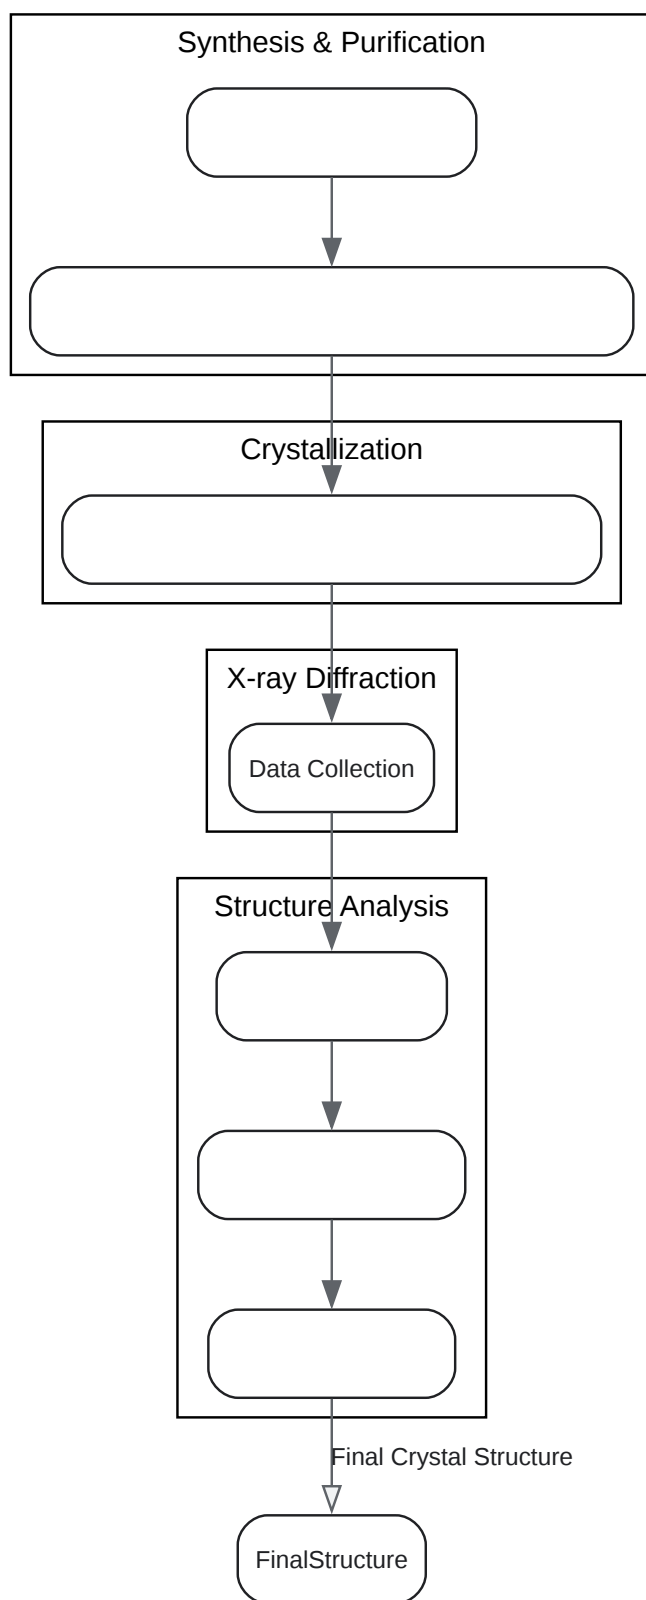 Synthesis & Purification
Crystallization
X-ray Diffraction
Data Collection
Structure Analysis
Final Crystal Structure
FinalStructure